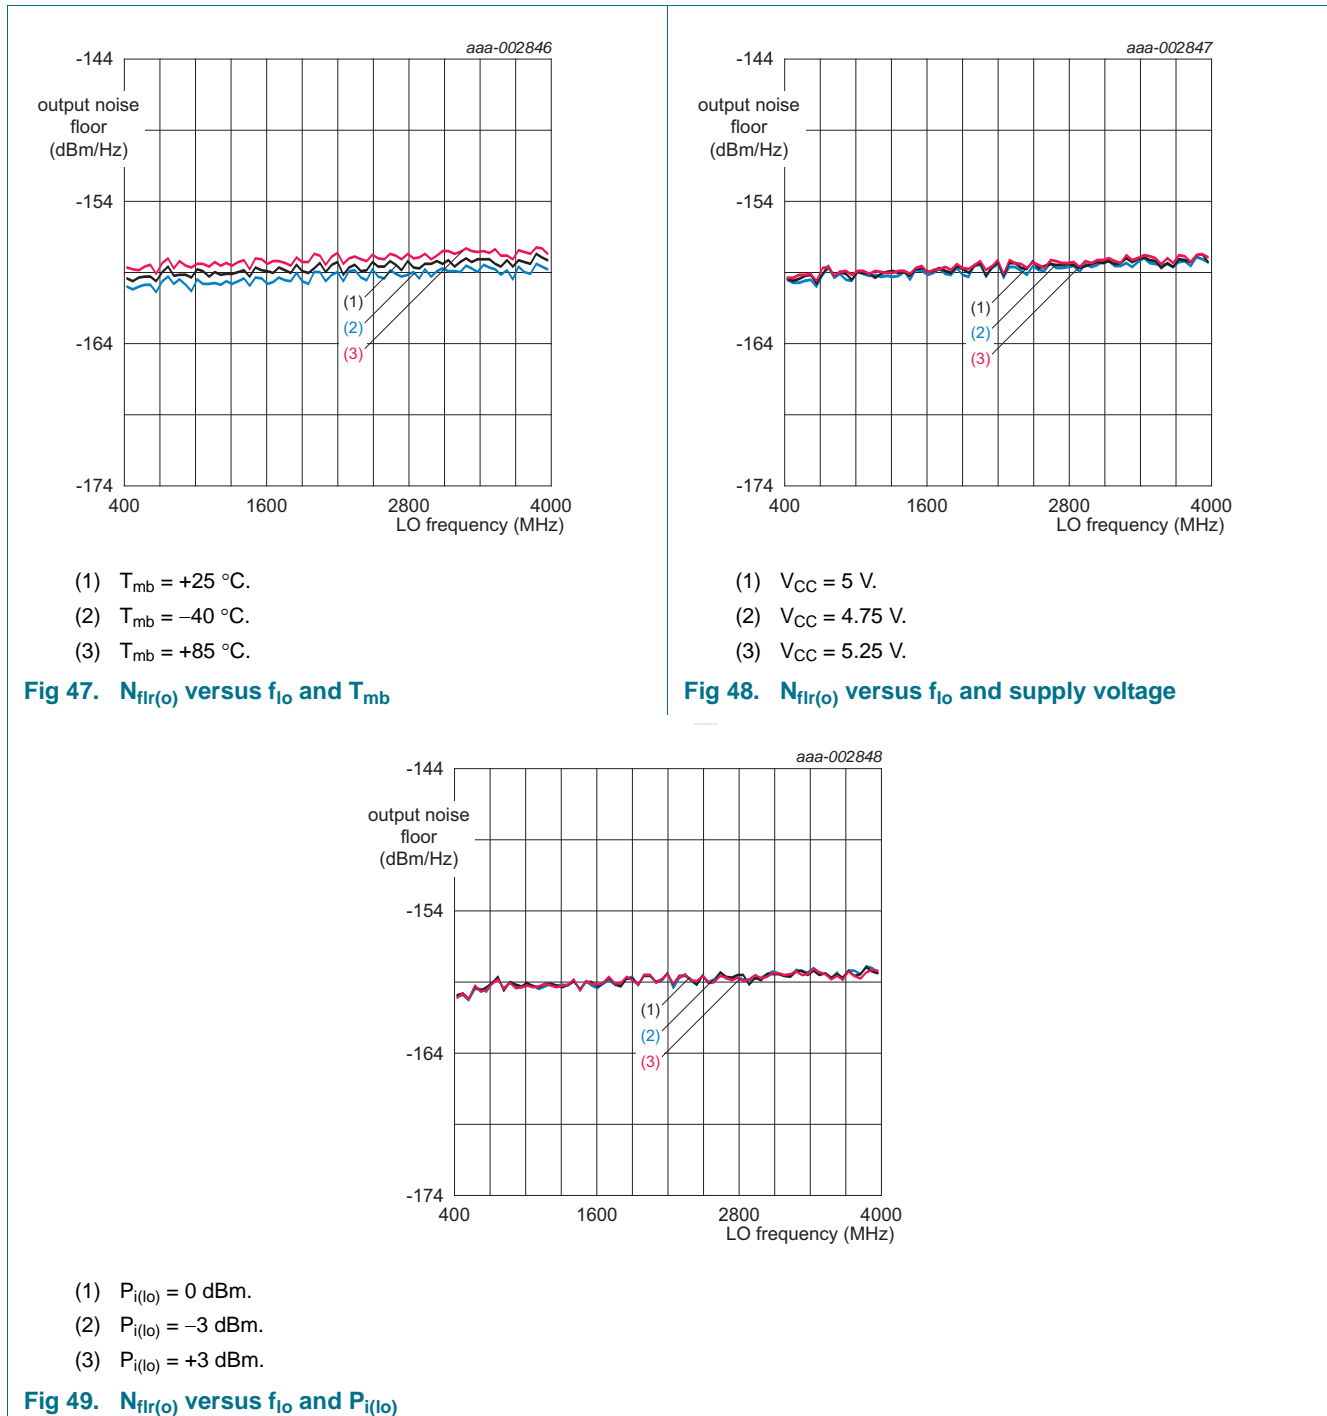 aaa-002846
-144
output noise
floor
(dBm/Hz)
-154
(1)
(2)
(3)
-164
-174
400 1600 2800 4000
LO frequency (MHz)
(1) Tmb = +25 °C.
(2) Tmb = −40 °C.
(3) Tmb = +85 °C.
Fig 47. Nflr(o) versus flo and Tmb
aaa-002847
-144
output noise
floor
(dBm/Hz)
-154
(1)
(2)
(3)
-164
-174
400 1600 2800 4000
LO frequency (MHz)
(1) VCC = 5 V.
(2) VCC = 4.75 V.
(3) VCC = 5.25 V.
Fig 48. Nflr(o) versus flo and supply voltage
aaa-002848
-144
output noise
floor
(dBm/Hz)
-154
(1)
(2)
(3)
-164
-174
400 1600 2800 4000
LO frequency (MHz)
(1) Pi(lo) = 0 dBm.
(2) Pi(lo) = −3 dBm.
(3) Pi(lo) = +3 dBm.
Fig 49. Nflr(o) versus flo and Pi(lo)